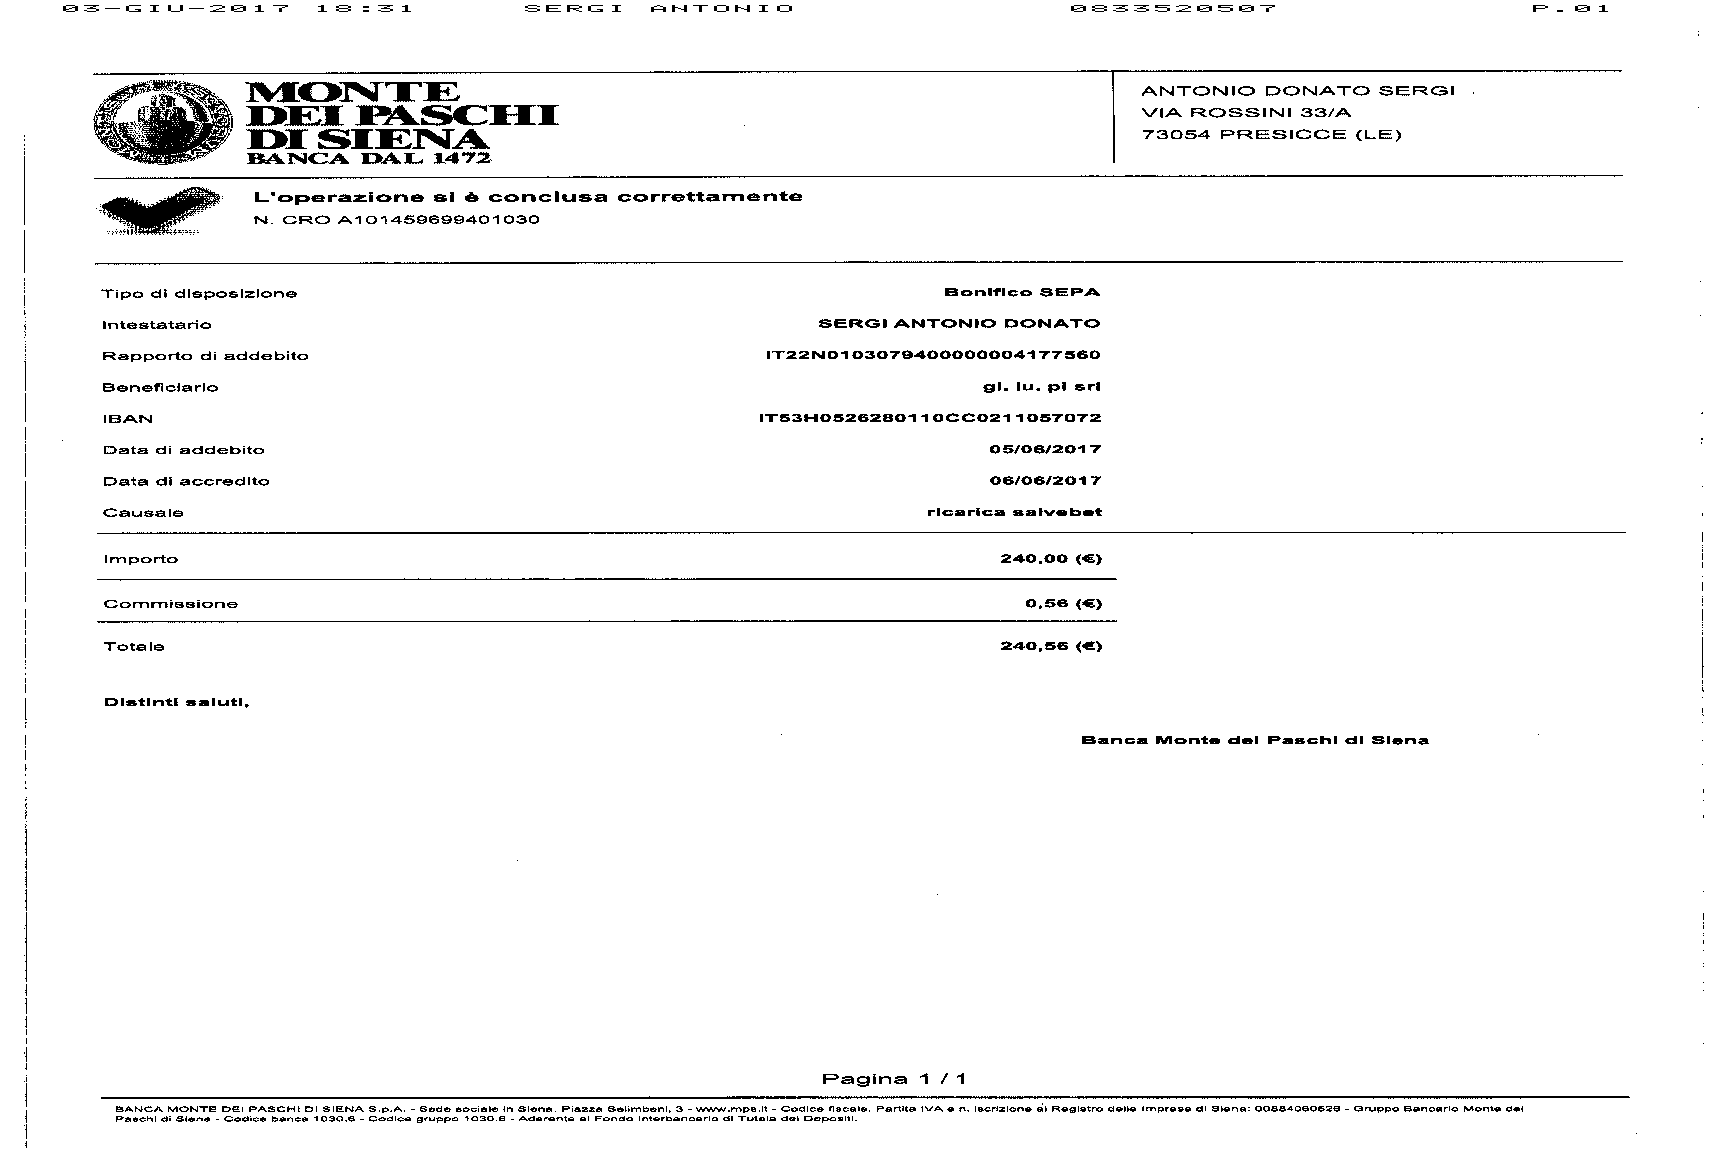 03-GIU-2017 18:31 SERGI ANTONIO 0833520507 P.01
MONTE
DEI PASCHI
DI SIENA
BANCA DAL 1472
ANTONIO DONATO SERGI
VIA ROSSINI 33/A
73054 PRESICCE (LE)
L'operazione si è conclusa correttamente
N. CRO A101459699401030
Tipo di disposizione Bonifico SEPA
Intestatario SERGI ANTONIO DONATO
Rapporto di addebito IT22N0103079400000004177560
Beneficiario gi. lu. pi srl
IBAN IT53H0526280110CC0211057072
Data di addebito 05/06/2017
Data di accredito 06/06/2017
Causale ricarica salvebet
Importo 240,00 (€)
Commissione 0,56 (€)
Totale 240,56 (€)
Distinti saluti,
Banca Monte dei Paschi di Siena
Pagina 1 / 1
BANCA MONTE DEI PASCHI DI SIENA S.p.A. - Sede sociale in Siena, Piazza Salimbeni, 3 - www.mps.it - Codice fiscale, Partita IVA e n. iscrizione al Registro delle Imprese di Siena: 00884060526 - Gruppo Bancario Monte dei
Paschi di Siena - Codice banca 1030.6 - Codice gruppo 1030.6 - Aderente al Fondo Interbancario di Tutela dei Depositi.